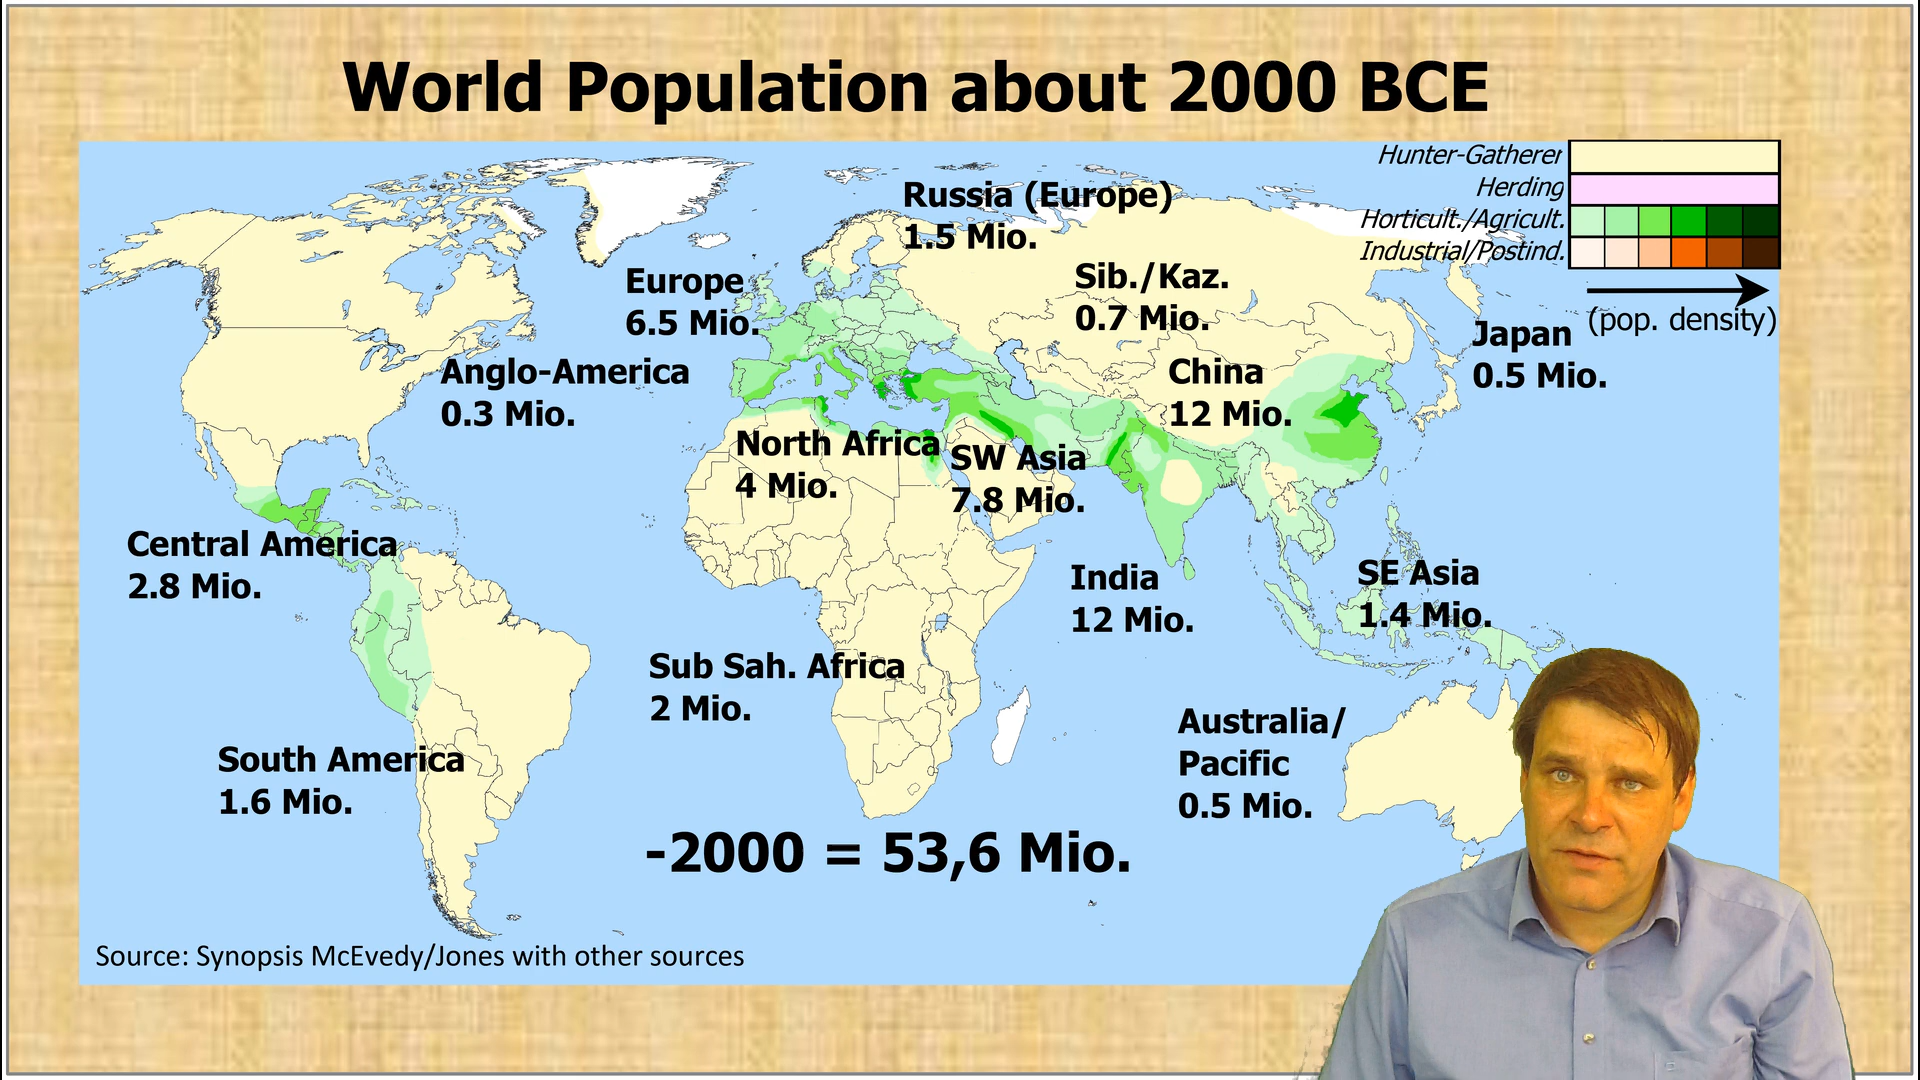 World Population about 2000 BCE
Hunter-Gatherer
Herding
Horticult./Agricult.
Industrial/Postind.
(pop. density)
Russia (Europe)
1.5 Mio.
Europe
6.5 Mio.
Sib./Kaz.
0.7 Mio.
Japan
0.5 Mio.
Anglo-America
0.3 Mio.
China
12 Mio.
North Africa
4 Mio.
SW Asia
7.8 Mio.
Central America
2.8 Mio.
India
12 Mio.
SE Asia
1.4 Mio.
Sub Sah. Africa
2 Mio.
Australia/
Pacific
0.5 Mio.
South America
1.6 Mio.
-2000 = 53,6 Mio.
Source: Synopsis McEvedy/Jones with other sources